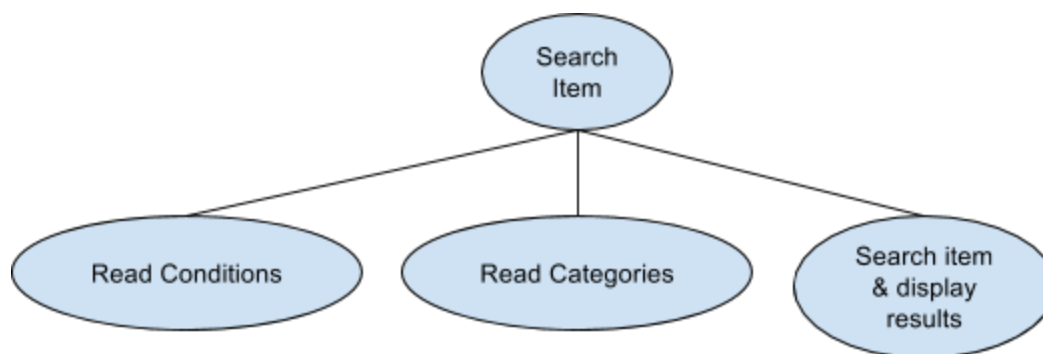 Search
Item
Read Conditions
Read Categories
Search item
& display
results